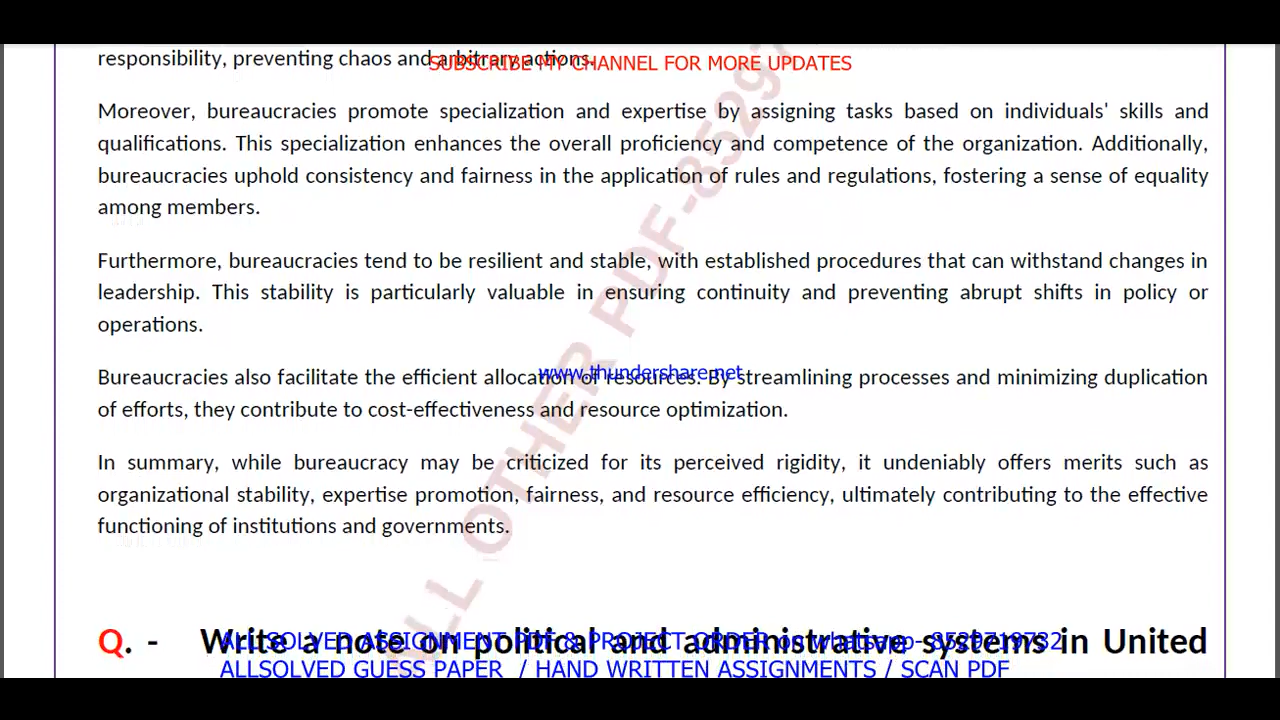 responsibility, preventing chaos and arbitrary actions.
SUBSCRIBE MY CHANNEL FOR MORE UPDATES
Moreover, bureaucracies promote specialization and expertise by assigning tasks based on individuals' skills and
qualifications. This specialization enhances the overall proficiency and competence of the organization. Additionally,
bureaucracies uphold consistency and fairness in the application of rules and regulations, fostering a sense of equality
among members.
Furthermore, bureaucracies tend to be resilient and stable, with established procedures that can withstand changes in
leadership. This stability is particularly valuable in ensuring continuity and preventing abrupt shifts in policy or
operations.
www.thundershare.net
Bureaucracies also facilitate the efficient allocation of resources. By streamlining processes and minimizing duplication
of efforts, they contribute to cost-effectiveness and resource optimization.
In summary, while bureaucracy may be criticized for its perceived rigidity, it undeniably offers merits such as
organizational stability, expertise promotion, fairness, and resource efficiency, ultimately contributing to the effective
functioning of institutions and governments.
ALL OTHER PDF-8529
Q. - Write a note on political and administrative systems in United
ALL SOLVED ASSIGNMENT PDF & PROJECT ORDER on whatsapp- 8529719732
ALLSOLVED GUESS PAPER / HAND WRITTEN ASSIGNMENTS / SCAN PDF